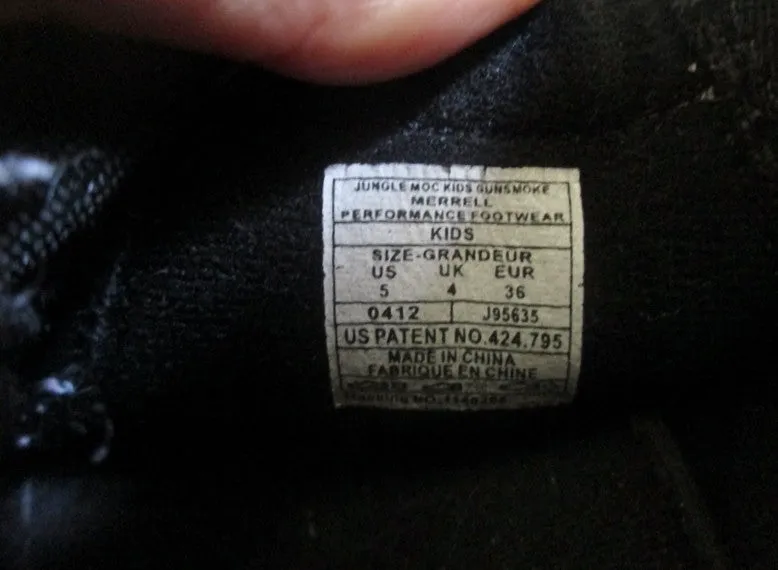 JUNGLE MOC KIDS GUNSMOKE
MERRELL
PERFORMANCE FOOTWEAR
KIDS
SIZE-GRANDEUR
US UK EUR
5 4 36
0412 J95635
US PATENT NO.424,795
MADE IN CHINA
FABRIQUE EN CHINE